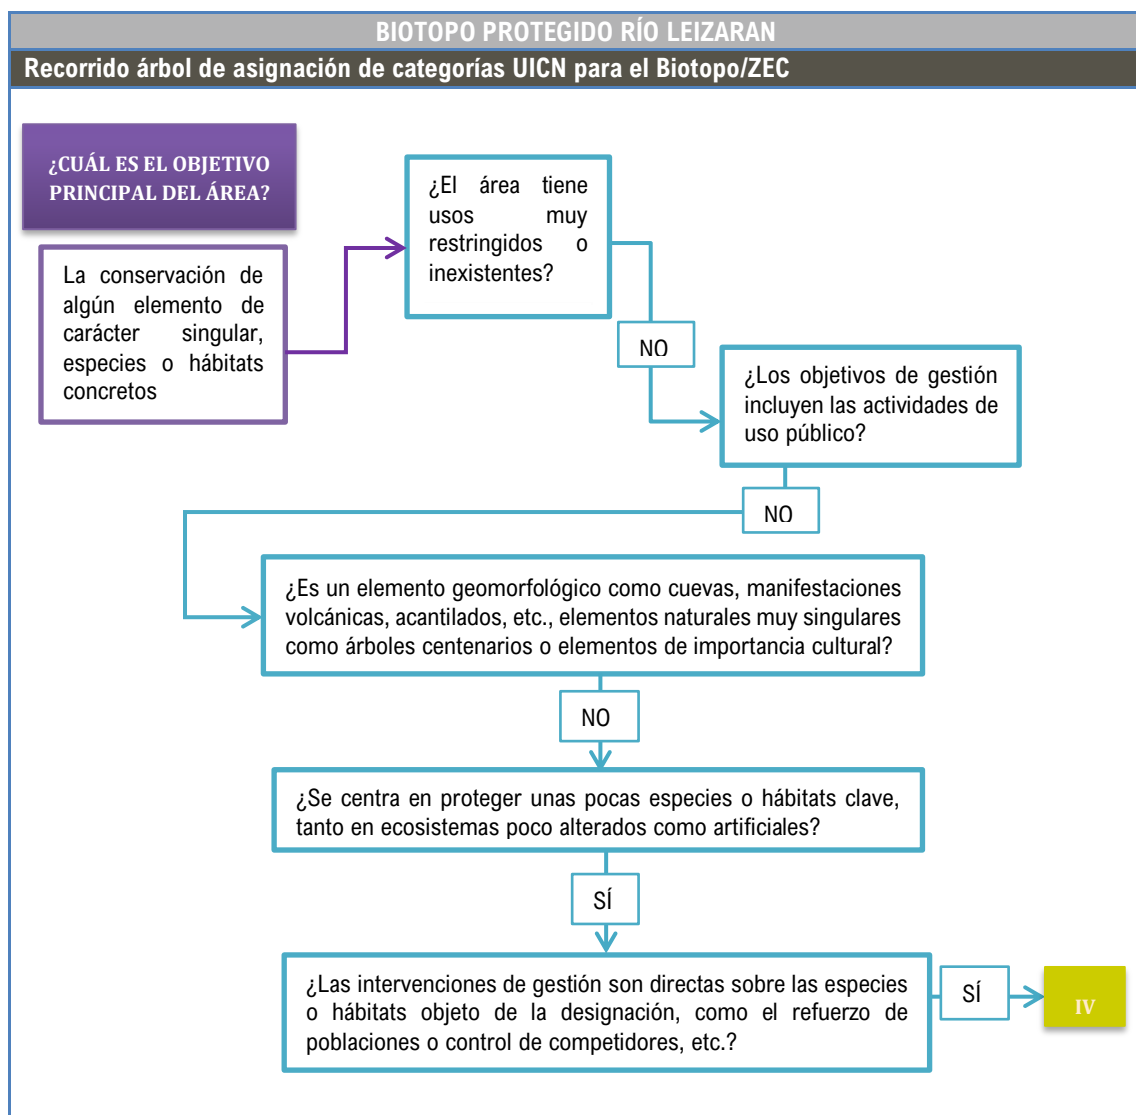 BIOTOPO PROTEGIDO RÍO LEIZARAN
Recorrido árbol de asignación de categorías UICN para el Biotopo/ZEC
¿CUÁL ES EL OBJETIVO
PRINCIPAL DEL ÁREA?
La conservación de
algún elemento de
carácter singular,
especies o hábitats
concretos
¿El área tiene
usos muy
restringidos o
inexistentes?
NO
¿Los objetivos de gestión
incluyen las actividades de
uso público?
NO
¿Es un elemento geomorfológico como cuevas, manifestaciones
volcánicas, acantilados, etc., elementos naturales muy singulares
como árboles centenarios o elementos de importancia cultural?
NO
¿Se centra en proteger unas pocas especies o hábitats clave,
tanto en ecosistemas poco alterados como artificiales?
SÍ
¿Las intervenciones de gestión son directas sobre las especies
o hábitats objeto de la designación, como el refuerzo de
poblaciones o control de competidores, etc.?
SÍ
IV